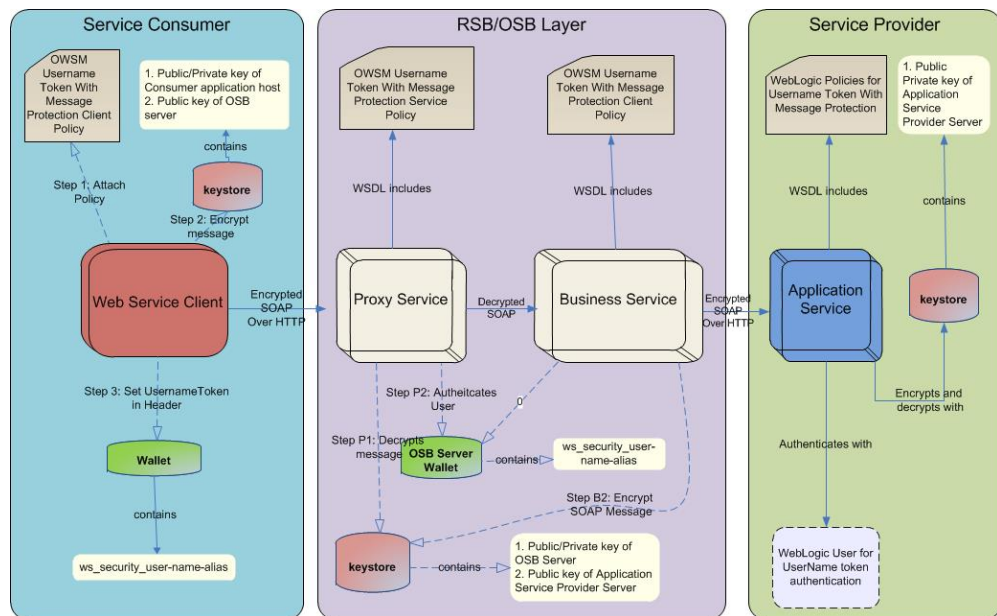 Service Consumer
OWSM
Username
Token With
Message
Protection Client
Policy
1. Public/Private key of
Consumer application host
2. Public key of OSB
server
contains
keystore
Step 1: Attach
Policy
Step 2: Encrypt
message
Web Service Client
Encrypted
SOAP
Over HTTP
Step 3: Set UsernameToken
in Header
Wallet
contains
ws_security_user-name-alias
RSB/OSB Layer
OWSM Username
Token With Message
Protection Service
Policy
OWSM Username
Token With Message
Protection Client
Policy
WSDL includes
WSDL includes
Proxy Service
Decrypted
SOAP
Business Service
Encrypted
SOAP
Over HTTP
Step P2: Autheitcates
User
0
Step P1: Decrypts
message
OSB Server
Wallet
contains
ws_security_user-
name-alias
Step B2: Encrypt
SOAP Message
keystore
contains
1. Public/Private key of
OSB Server
2. Public key of Application
Service Provider Server
Service Provider
WebLogic Policies for
Username Token With
Message Protection
1. Public
Private key of
Application
Service
Provider Server
WSDL includes
contains
Application
Service
keystore
Encrypts and
decrypts with
Authenticates with
WebLogic User for
UserName token
authentication